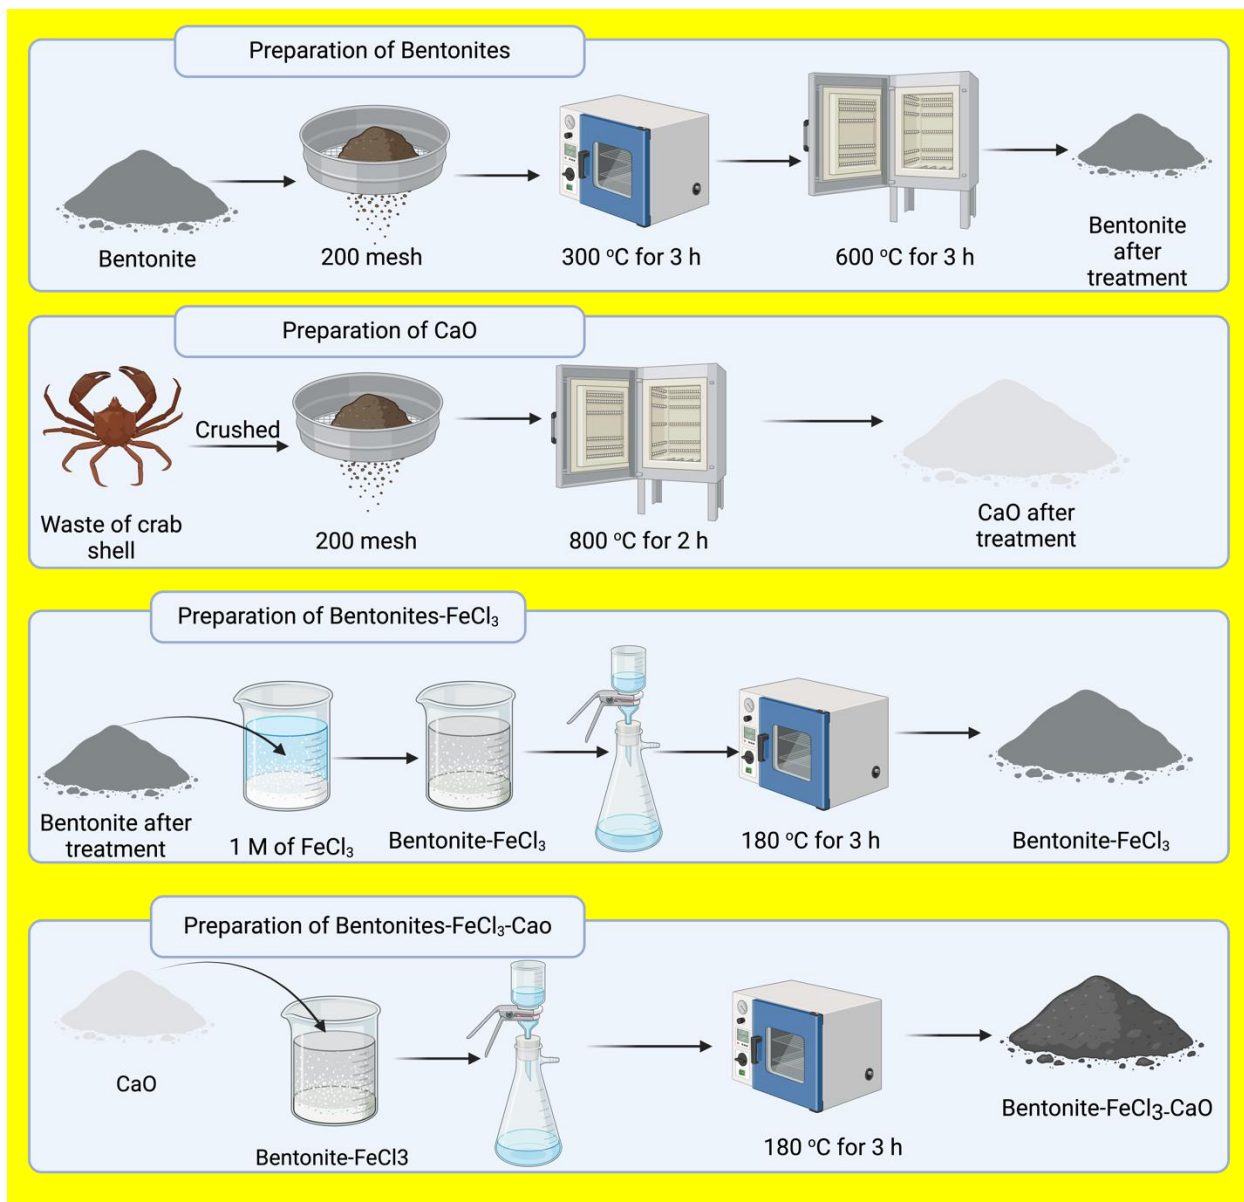 Preparation of Bentonites
Bentonite
200 mesh
300 °C for 3 h
600 °C for 3 h
Bentonite
after
treatment
Preparation of CaO
Crushed
Waste of crab
shell
200 mesh
800 °C for 2 h
CaO after
treatment
Preparation of Bentonites-FeCl₃
Bentonite after
treatment
1 M of FeCl₃
Bentonite-FeCl₃
180 °C for 3 h
Bentonite-FeCl₃
Preparation of Bentonites-FeCl₃-Cao
CaO
Bentonite-FeCl3
180 °C for 3 h
Bentonite-FeCl₃-CaO